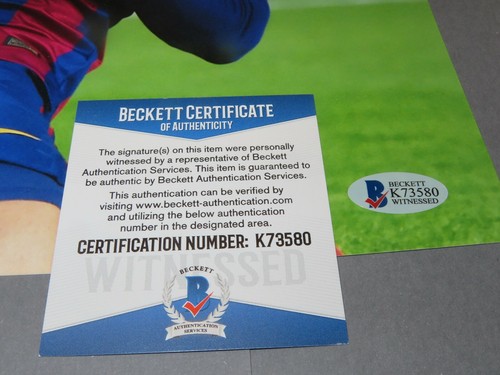 BECKETT CERTIFICATE
OF AUTHENTICITY
The signature(s) on this item were personally
witnessed by a representative of Beckett
Authentication Services. This item is guaranteed to
be authentic by Beckett Authentication Services.
This authentication can be verified by
visiting www.beckett-authentication.com
and utilizing the below authentication
number in the designated area.
CERTIFICATION NUMBER: K73580
WITNESSED
BECKETT
B
AUTHENTICATION
SERVICES
B
BECKETT
K73580
WITNESSED